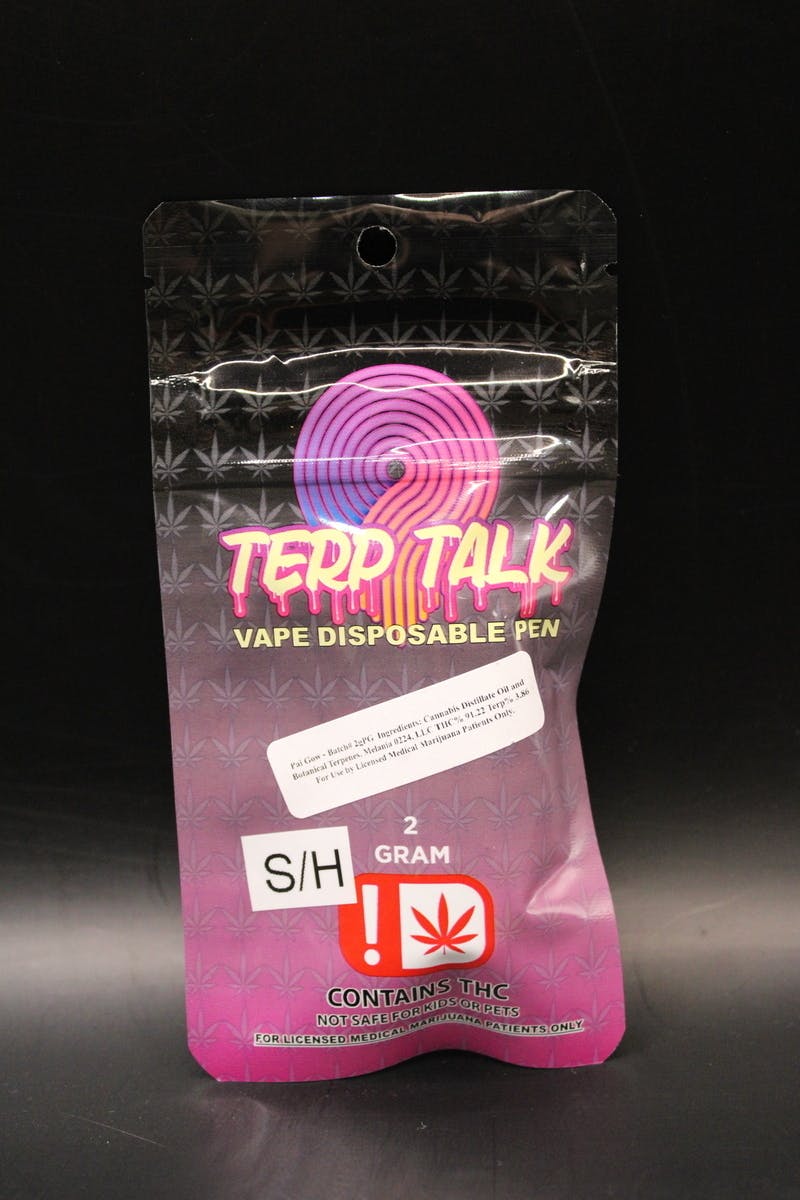 TERP TALK
VAPE DISPOSABLE PEN
Pai Gow - Batch# 2gPG Ingredients: Cannabis Distillate Oil and
Botanical Terpenes. Melania 0224, LLC THC% 91.22 Terp% 3.86
For Use by Licensed Medical Marijuana Patients Only.
2
GRAM
S/H
!
CONTAINS THC
NOT SAFE FOR KIDS OR PETS
FOR LICENSED MEDICAL MARIJUANA PATIENTS ONLY